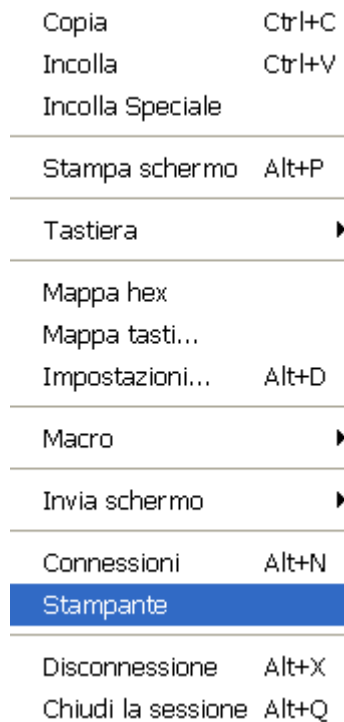 Copia Ctrl+C
Incolla Ctrl+V
Incolla Speciale
Stampa schermo Alt+P
Tastiera
Mappa hex
Mappa tasti...
Impostazioni... Alt+D
Macro
Invia schermo
Connessioni Alt+N
Stampante
Disconnessione Alt+X
Chiudi la sessione Alt+Q